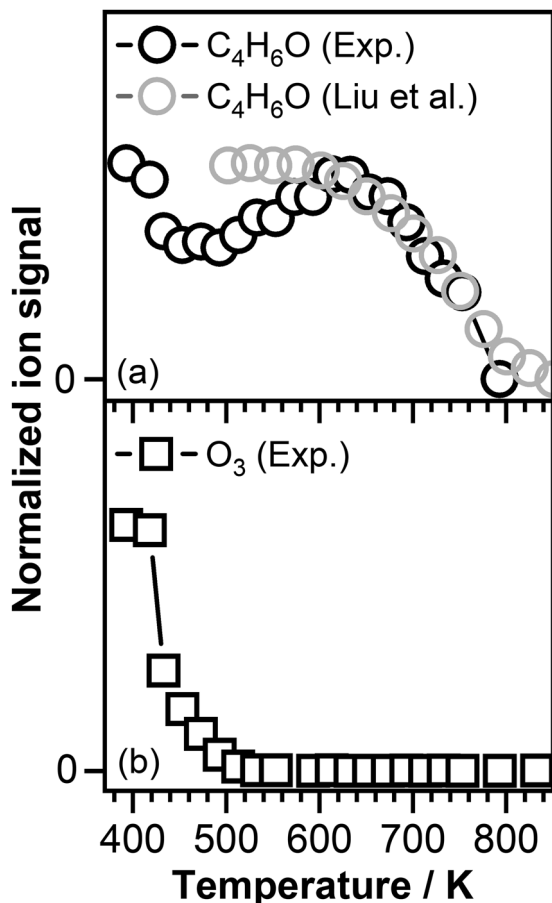 C₄H₆O (Exp.)
C₄H₆O (Liu et al.)
Normalized ion signal
0
(a)
O₃ (Exp.)
0
(b)
400 500 600 700 800
Temperature / K